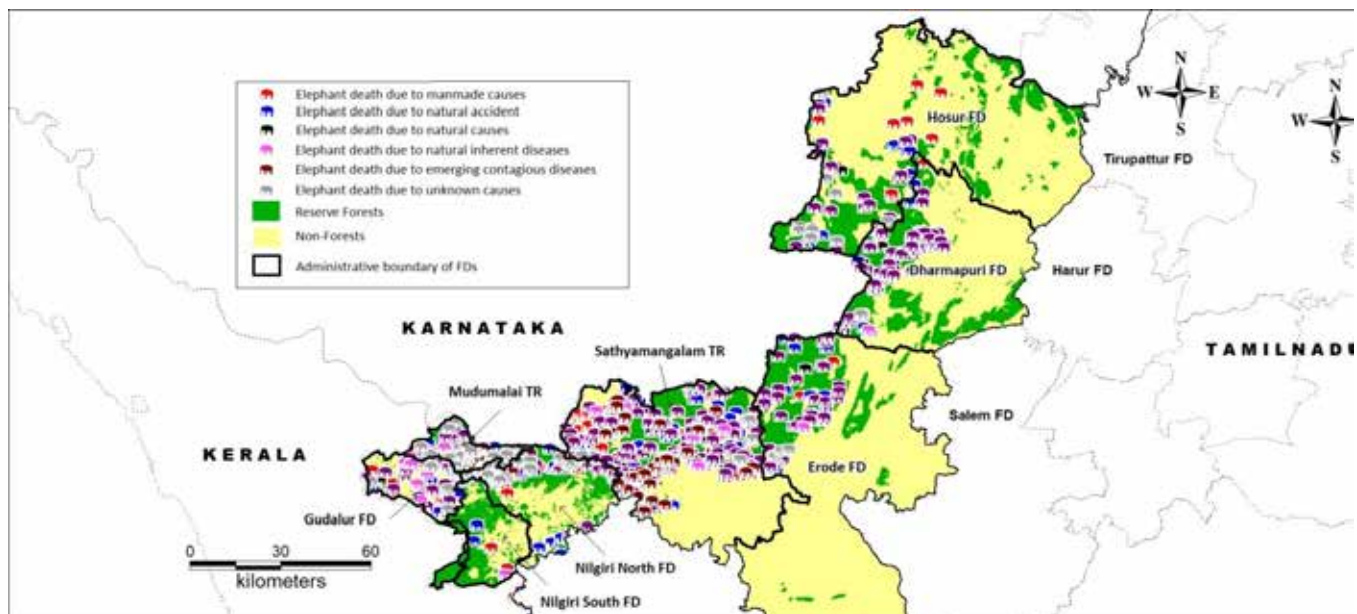 Elephant death due to manmade causes
Elephant death due to natural accident
Elephant death due to natural causes
Elephant death due to natural inherent diseases
Elephant death due to emerging contagious diseases
Elephant death due to unknown causes
Reserve Forests
Non-Forests
Administrative boundary of FDs
N
W E
S
N
W
S
Hosur FD
Tirupattur FD
Dharmapuri FD
Harur FD
KARNATAKA
Sathyamangalam TR
TAMILNADU
Mudumalai TR
Salem FD
KERALA
Erode FD
Gudalur FD
0 30 60
kilometers
Nilgiri North FD
Nilgiri South FD